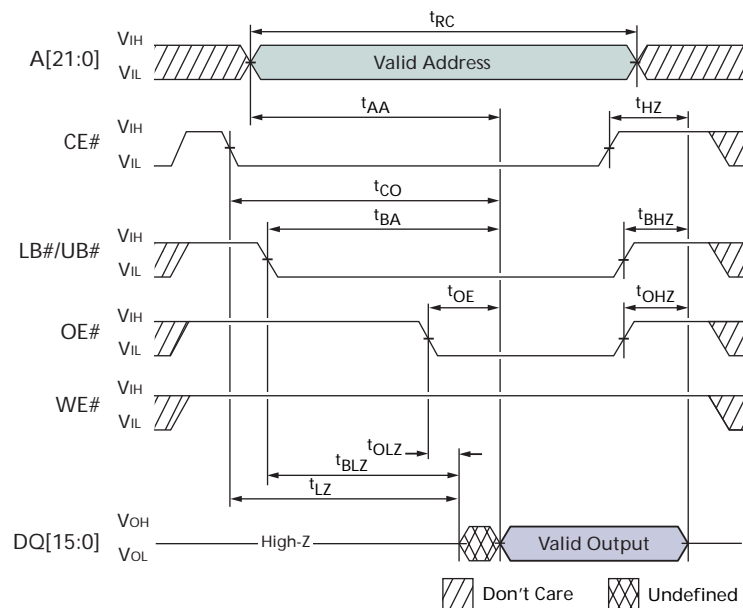 tRC
VIH
A[21:0]
Valid Address
VIL
tAA
tHZ
VIH
CE#
VIL
tCO
tBA
tBHZ
VIH
LB#/UB#
VIL
tOE
tOHZ
VIH
OE#
VIL
VIH
WE#
VIL
tOLZ
tBLZ
tLZ
VOH
DQ[15:0]
High-Z
Valid Output
VOL
Don't Care
Undefined